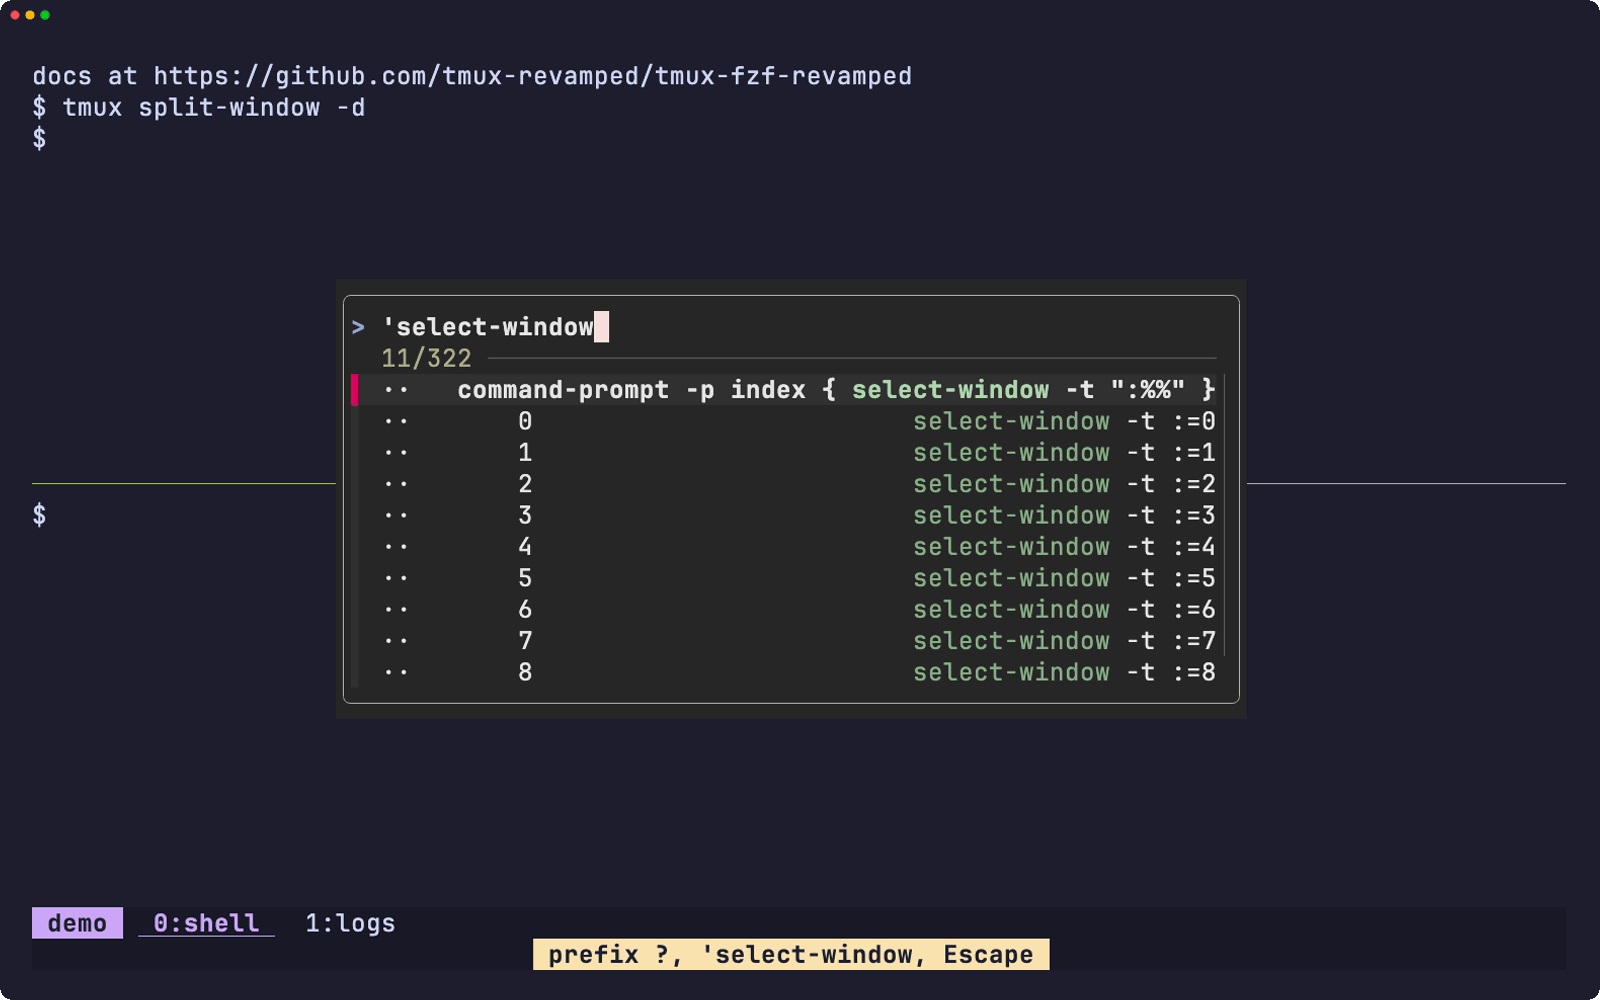 docs at https://github.com/tmux-revamped/tmux-fzf-revamped
$ tmux split-window -d
$
> 'select-window
11/322
·· command-prompt -p index { select-window -t ":%%" }
·· 0 select-window -t :=0
·· 1 select-window -t :=1
·· 2 select-window -t :=2
·· 3 select-window -t :=3
·· 4 select-window -t :=4
·· 5 select-window -t :=5
·· 6 select-window -t :=6
·· 7 select-window -t :=7
·· 8 select-window -t :=8
$
demo 0:shell 1:logs
prefix ?, 'select-window, Escape